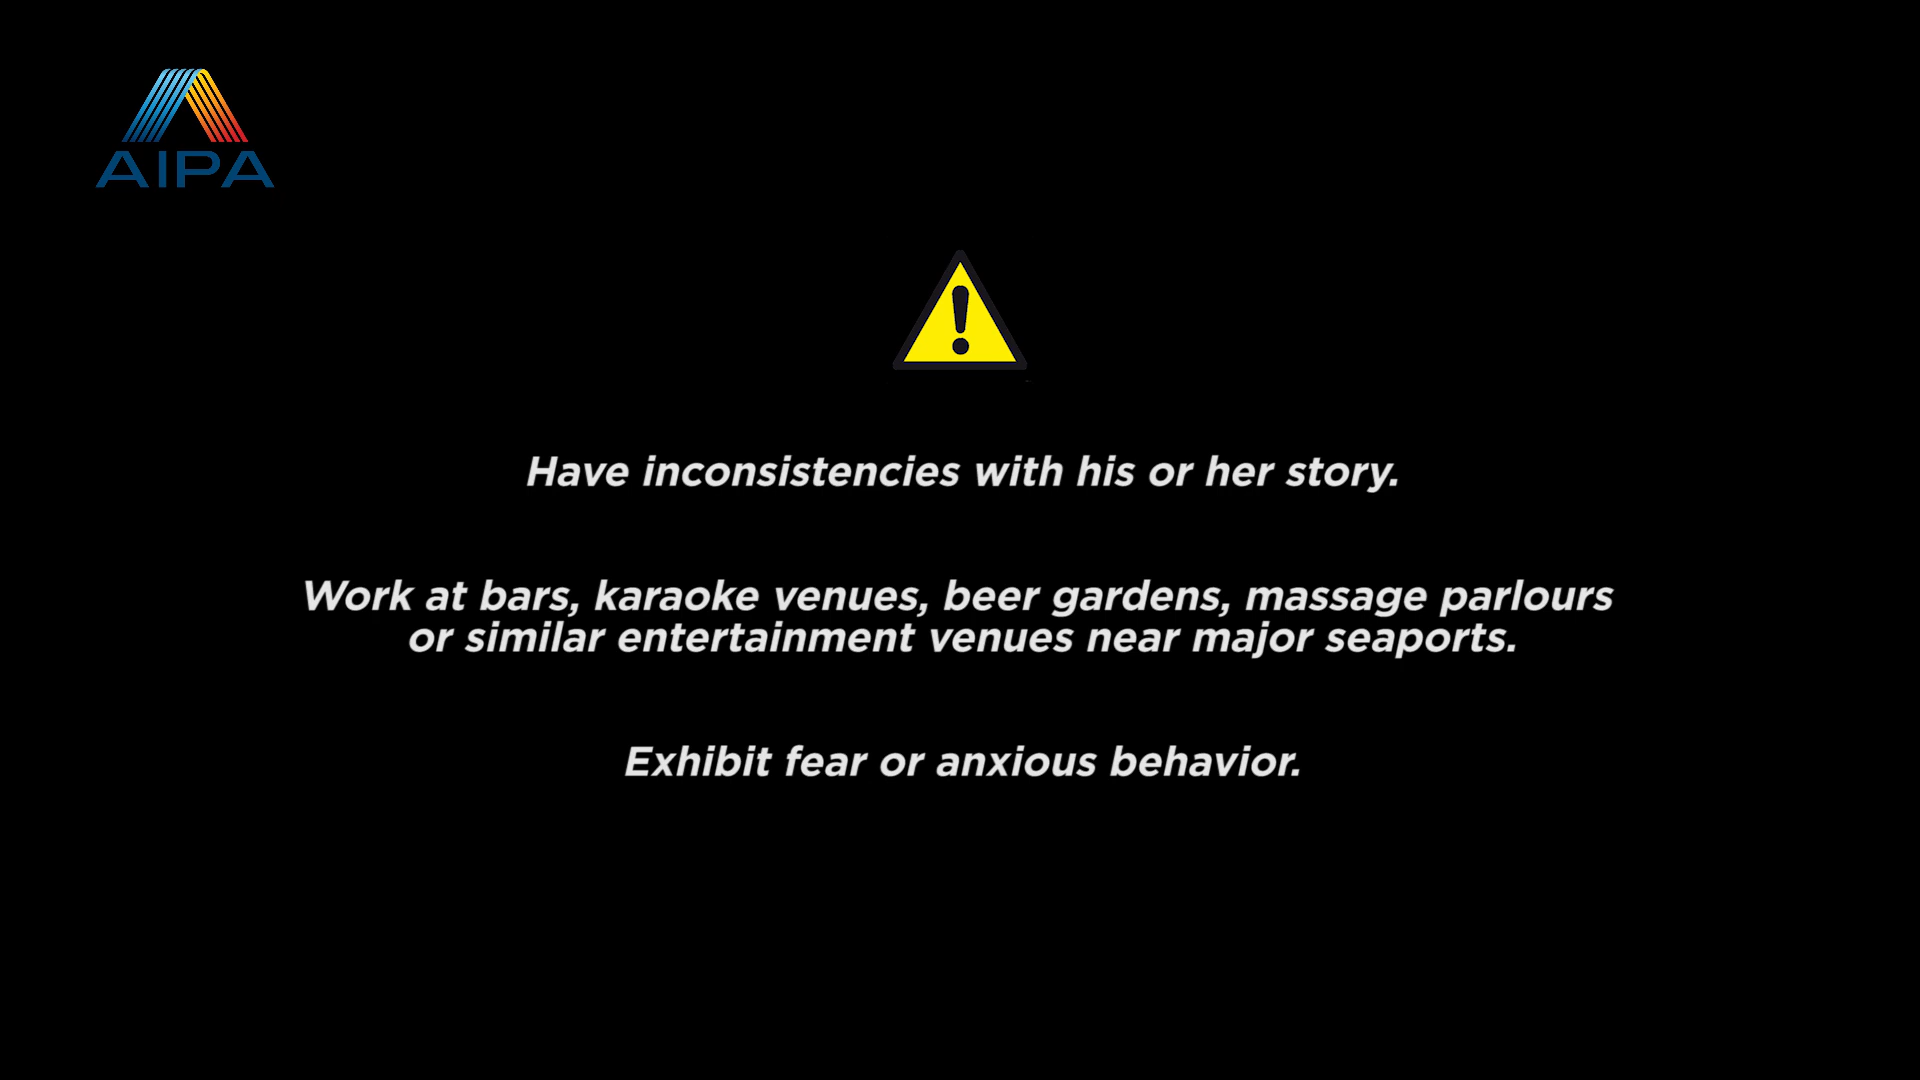 AIPA
Have inconsistencies with his or her story.
Work at bars, karaoke venues, beer gardens, massage parlours
or similar entertainment venues near major seaports.
Exhibit fear or anxious behavior.